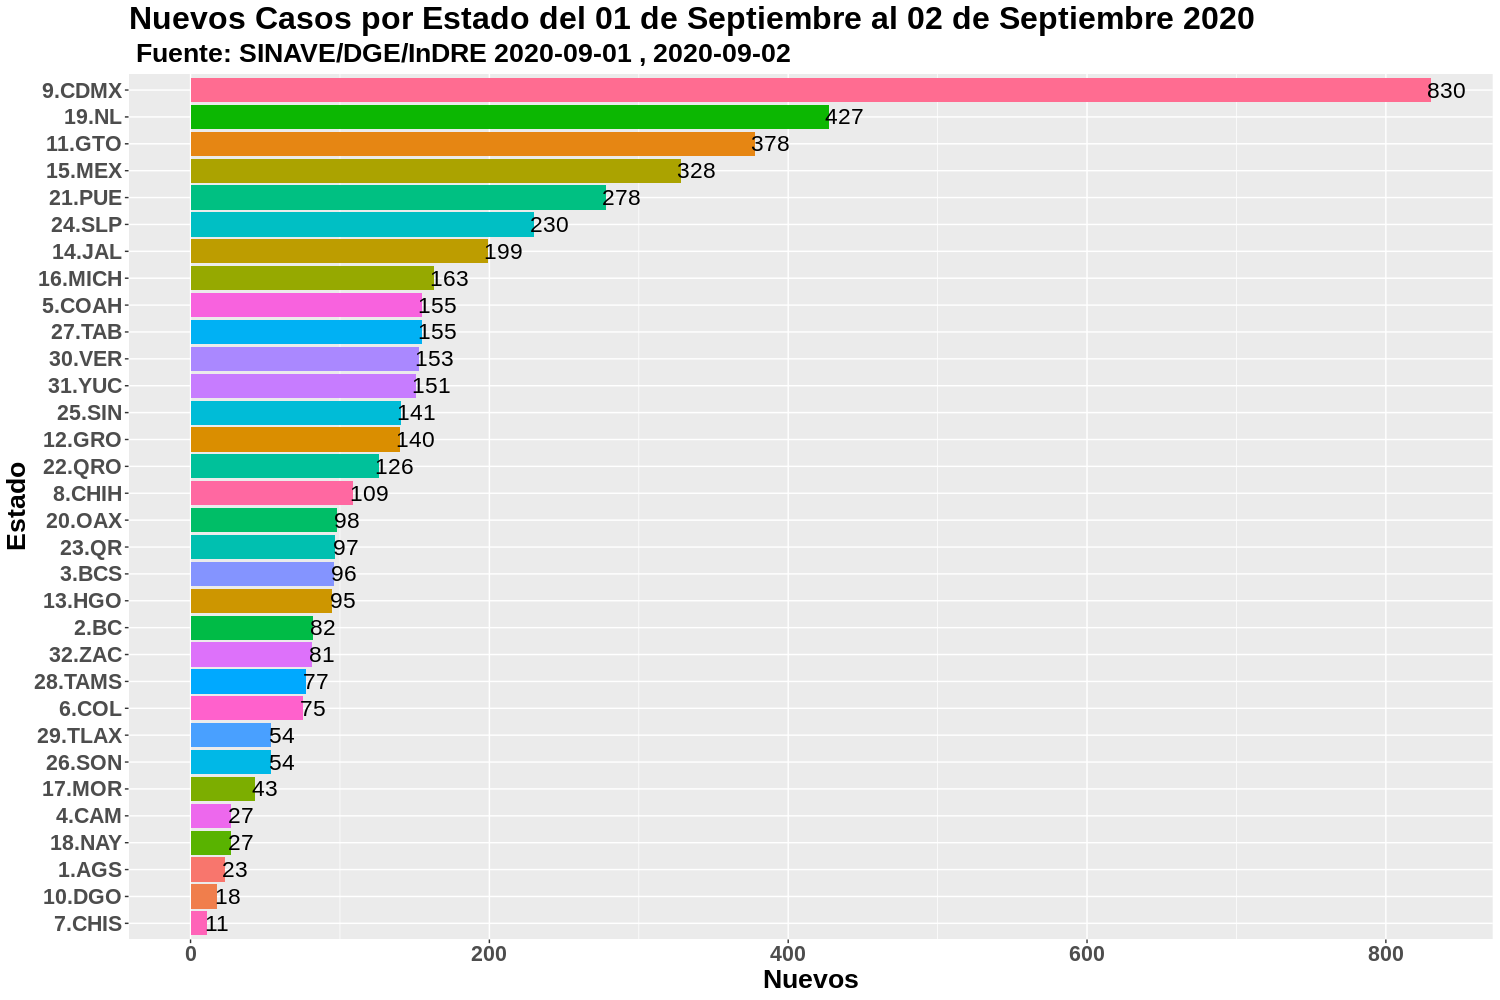 Nuevos Casos por Estado del 01 de Septiembre al 02 de Septiembre 2020
Fuente: SINAVE/DGE/InDRE 2020-09-01 , 2020-09-02
Estado
9.CDMX 830
19.NL 427
11.GTO 378
15.MEX 328
21.PUE 278
24.SLP 230
14.JAL 199
16.MICH 163
5.COAH 155
27.TAB 155
30.VER 153
31.YUC 151
25.SIN 141
12.GRO 140
22.QRO 126
8.CHIH 109
20.OAX 98
23.QR 97
3.BCS 96
13.HGO 95
2.BC 82
32.ZAC 81
28.TAMS 77
6.COL 75
29.TLAX 54
26.SON 54
17.MOR 43
4.CAM 27
18.NAY 27
1.AGS 23
10.DGO 18
7.CHIS 11
0 200 400 600 800
Nuevos